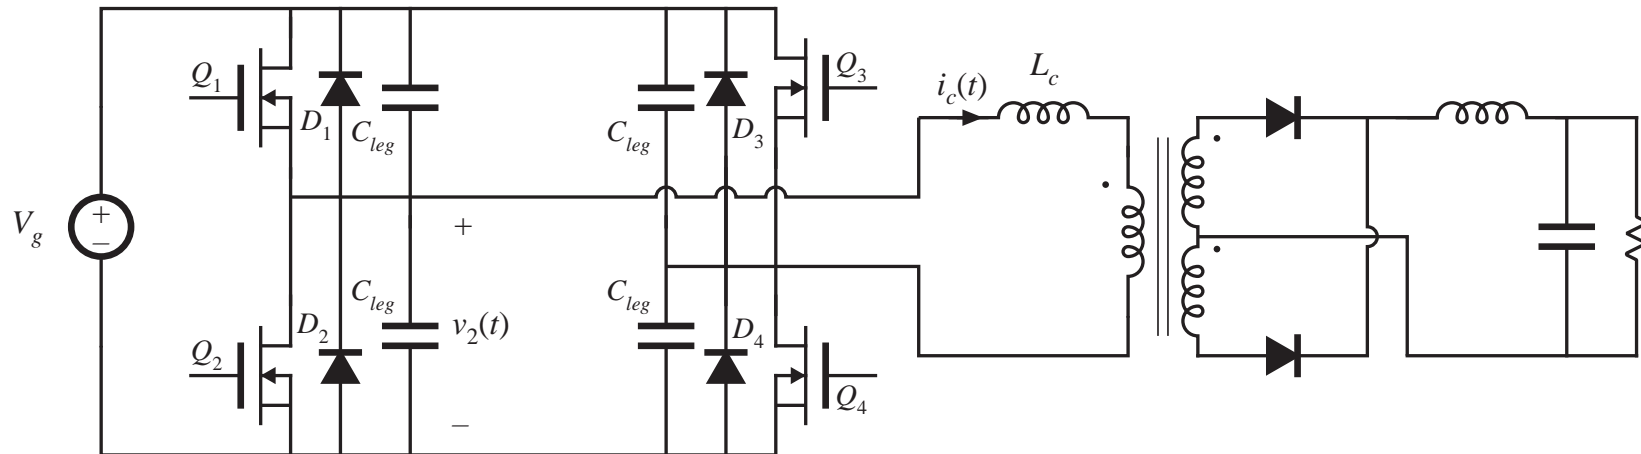 Q1
D1
Cleg
Cleg
D3
Q3
ic(t)
Lc
Vg
+
–
+
Q2
D2
Cleg
v2(t)
Cleg
D4
Q4
–